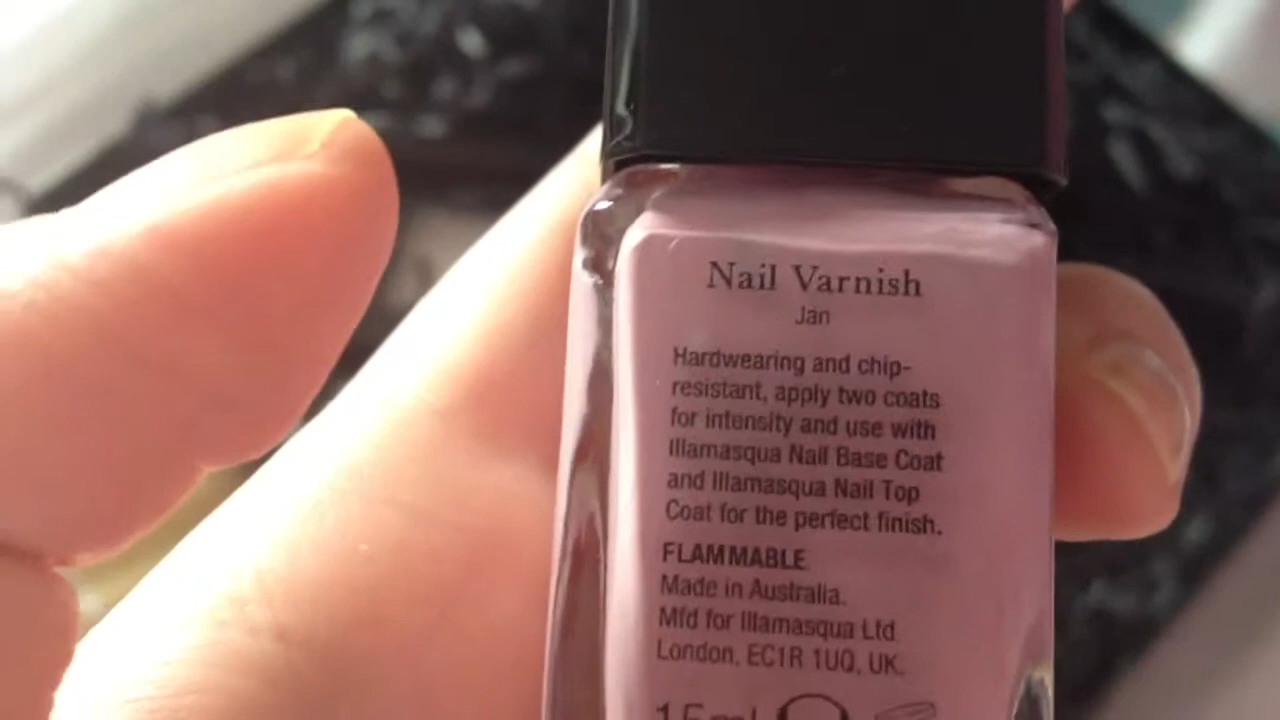 Nail Varnish
Jan
Hardwearing and chip-
resistant, apply two coats
for intensity and use with
Illamasqua Nail Base Coat
and Illamasqua Nail Top
Coat for the perfect finish.
FLAMMABLE
Made in Australia.
Mfd for Illamasqua Ltd.
London, EC1R 1UQ, UK.
15ml